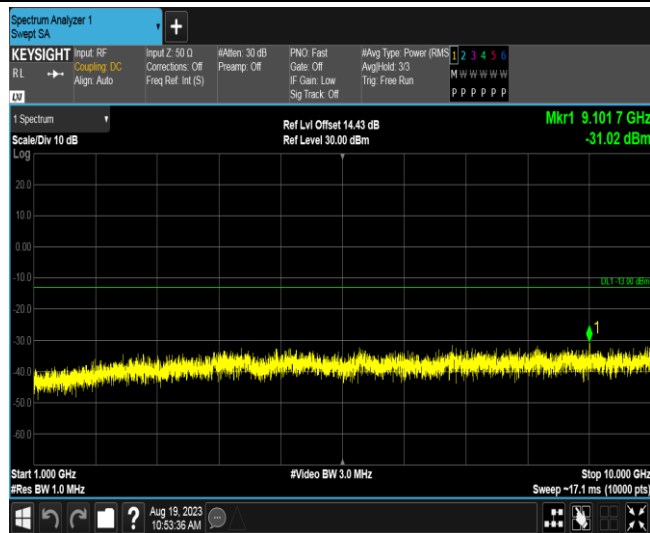 Spectrum Analyzer 1
Swept SA
KEYSIGHT
RL
LXI
Input: RF
Coupling: DC
Align: Auto
Input Z: 50 Ω
Corrections: Off
Freq Ref: Int (S)
#Atten: 30 dB
Preamp: Off
PNO: Fast
Gate: Off
IF Gain: Low
Sig Track: Off
#Avg Type: Power (RMS
Avg|Hold: 3/3
Trig: Free Run
1 2 3 4 5 6
M W W W W W
P P P P P P
1 Spectrum
Scale/Div 10 dB
Log
Ref Lvl Offset 14.43 dB
Ref Level 30.00 dBm
Mkr1 9.101 7 GHz
-31.02 dBm
20.0
10.0
0.00
-10.0
DL1 -13.00 dBm
-20.0
-30.0
1
-40.0
-50.0
-60.0
Start 1.000 GHz
#Res BW 1.0 MHz
#Video BW 3.0 MHz
Stop 10.000 GHz
Sweep ~17.1 ms (10000 pts)
?
Aug 19, 2023
10:53:36 AM